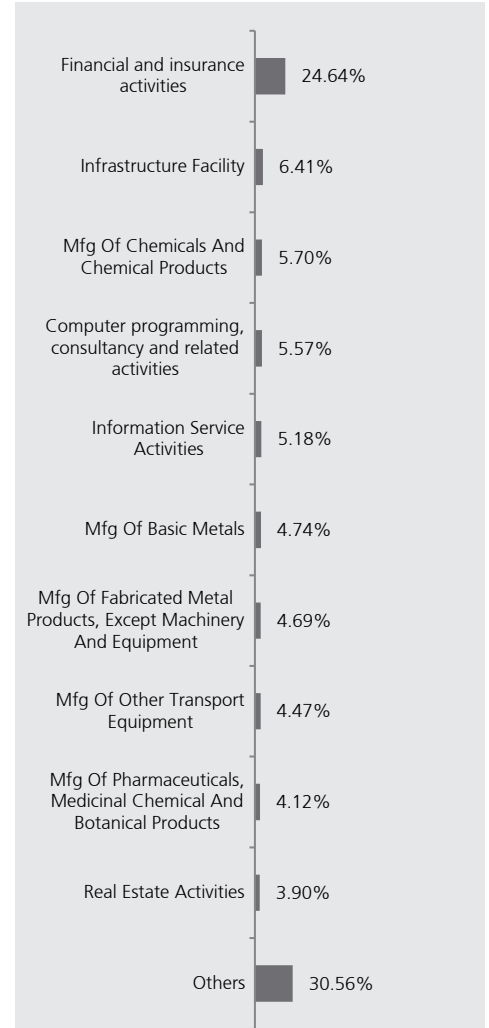 Financial and insurance
activities
24.64%
Infrastructure Facility
6.41%
Mfg Of Chemicals And
Chemical Products
5.70%
Computer programming,
consultancy and related
activities
5.57%
Information Service
Activities
5.18%
Mfg Of Basic Metals
4.74%
Mfg Of Fabricated Metal
Products, Except Machinery
And Equipment
4.69%
Mfg Of Other Transport
Equipment
4.47%
Mfg Of Pharmaceuticals,
Medicinal Chemical And
Botanical Products
4.12%
Real Estate Activities
3.90%
Others
30.56%